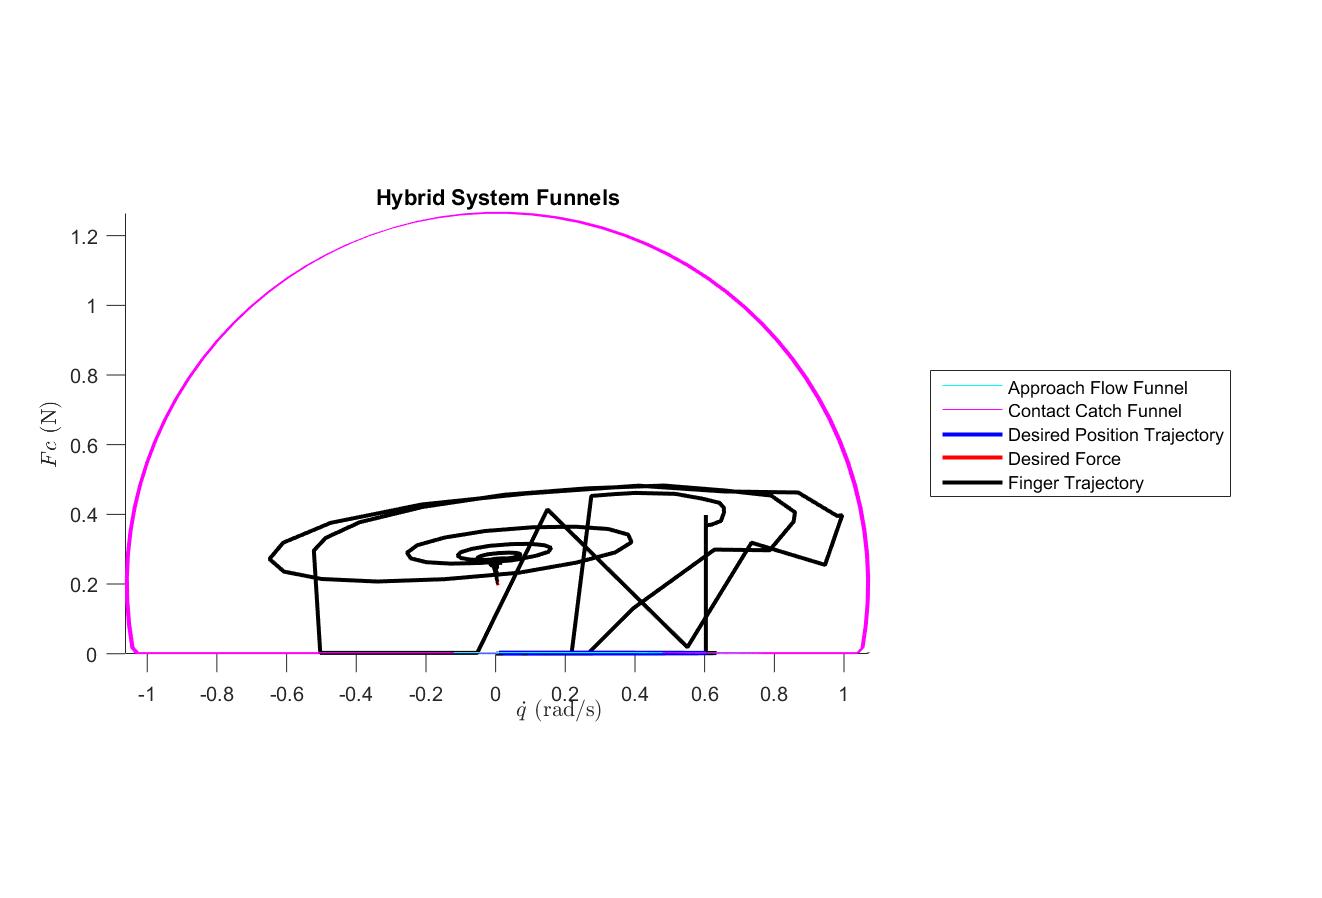 Hybrid System Funnels
1.2
1
0.8
0.6
0.4
0.2
0
Fc (N)
-1 -0.8 -0.6 -0.4 -0.2 0 0.2 0.4 0.6 0.8 1
q̇ (rad/s)
Approach Flow Funnel
Contact Catch Funnel
Desired Position Trajectory
Desired Force
Finger Trajectory